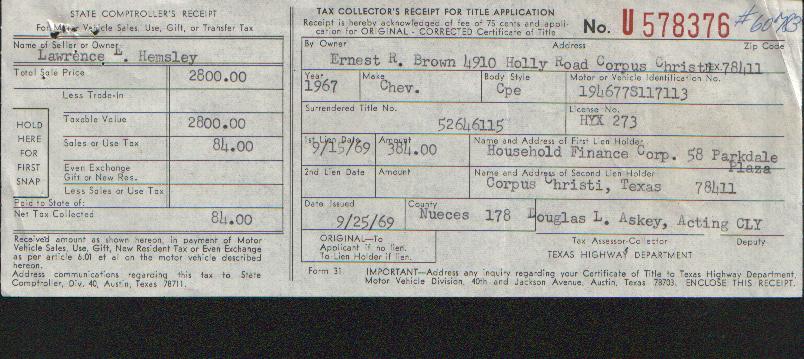 STATE COMPTROLLER'S RECEIPT
For Motor Vehicle Sales, Use, Gift, or Transfer Tax
Name of Seller or Owner
Lawrence L. Hemsley
Total Sale Price 2800.00
Less Trade-in
Taxable Value 2800.00
Sales or Use Tax 84.00
HOLD
HERE
FOR
FIRST
SNAP
Even Exchange
Gift or New Res.
Less Sales or Use Tax
Paid to State of:
Net Tax Collected 84.00
Received amount as shown hereon, in payment of Motor
Vehicle Sales, Use, Gift, New Resident Tax or Even Exchange
as per article 6.01 et al on the motor vehicle described
hereon.
Address communications regarding this tax to State
Comptroller, Div. 40, Austin, Texas 78711.
TAX COLLECTOR'S RECEIPT FOR TITLE APPLICATION
Receipt is hereby acknowledged of fee of 75 cents and appli-
cation for ORIGINAL - CORRECTED Certificate of Title
No. U 578376 #60783
By Owner Address Zip Code
Ernest R. Brown 4910 Holly Road Corpus Christi Tex. 78411
Year Make Body Style Motor or Vehicle Identification No.
1967 Chev. Cpe 194677S117113
Surrendered Title No. License No.
52646115 HYX 273
1st Lien Date Amount Name and Address of First Lien Holder
9/15/69 384.00 Household Finance Corp. 58 Parkdale
Plaza
2nd Lien Date Amount Name and Address of Second Lien Holder
Corpus Christi, Texas 78411
Date Issued County
9/25/69 Nueces 178 Douglas L. Askey, Acting CLY
ORIGINAL—To
Applicant if no lien.
To Lien Holder if lien.
Tax Assessor-Collector Deputy
TEXAS HIGHWAY DEPARTMENT
Form 31 IMPORTANT—Address any inquiry regarding your Certificate of Title to Texas Highway Department,
Motor Vehicle Division, 40th and Jackson Avenue, Austin, Texas 78703. ENCLOSE THIS RECEIPT.